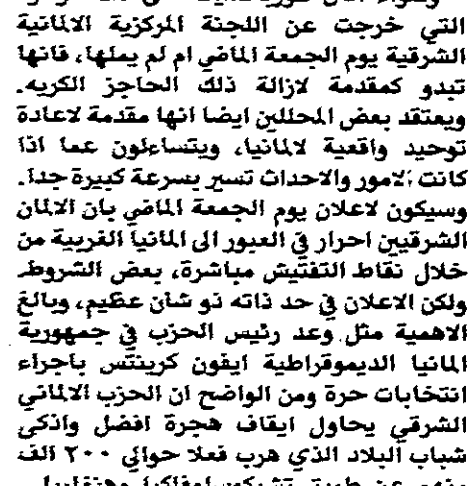 التي خرجت عن اللجنة المركزية الالمانية
الشرقية يوم الجمعة الماضي ام لم يملها، فانها
تبدو كمقدمة لازالة ذلك الحاجز الكريه.
ويعتقد بعض المحللين ايضا انها مقدمة لاعادة
توحيد واقعية لالمانيا، ويتساءلون عما اذا
كانت الامور والاحداث تسير بسرعة كبيرة جدا.
وسيكون لاعلان يوم الجمعة الماضي بان الالمان
الشرقيين احرار في العبور الى المانيا الغربية من
خلال نقاط التفتيش مباشرة، بعض الشروط
ولكن الاعلان في حد ذاته ذو شان عظيم، وبالغ
الاهمية مثل وعد رئيس الحزب في جمهورية
المانيا الديموقراطية ايفون كرينتس باجراء
انتخابات حرة ومن الواضح ان الحزب الالماني
الشرقي يحاول ايقاف هجرة افضل واذكى
شباب البلاد الذي هرب فعلا حوالي ٢٠٠ الف